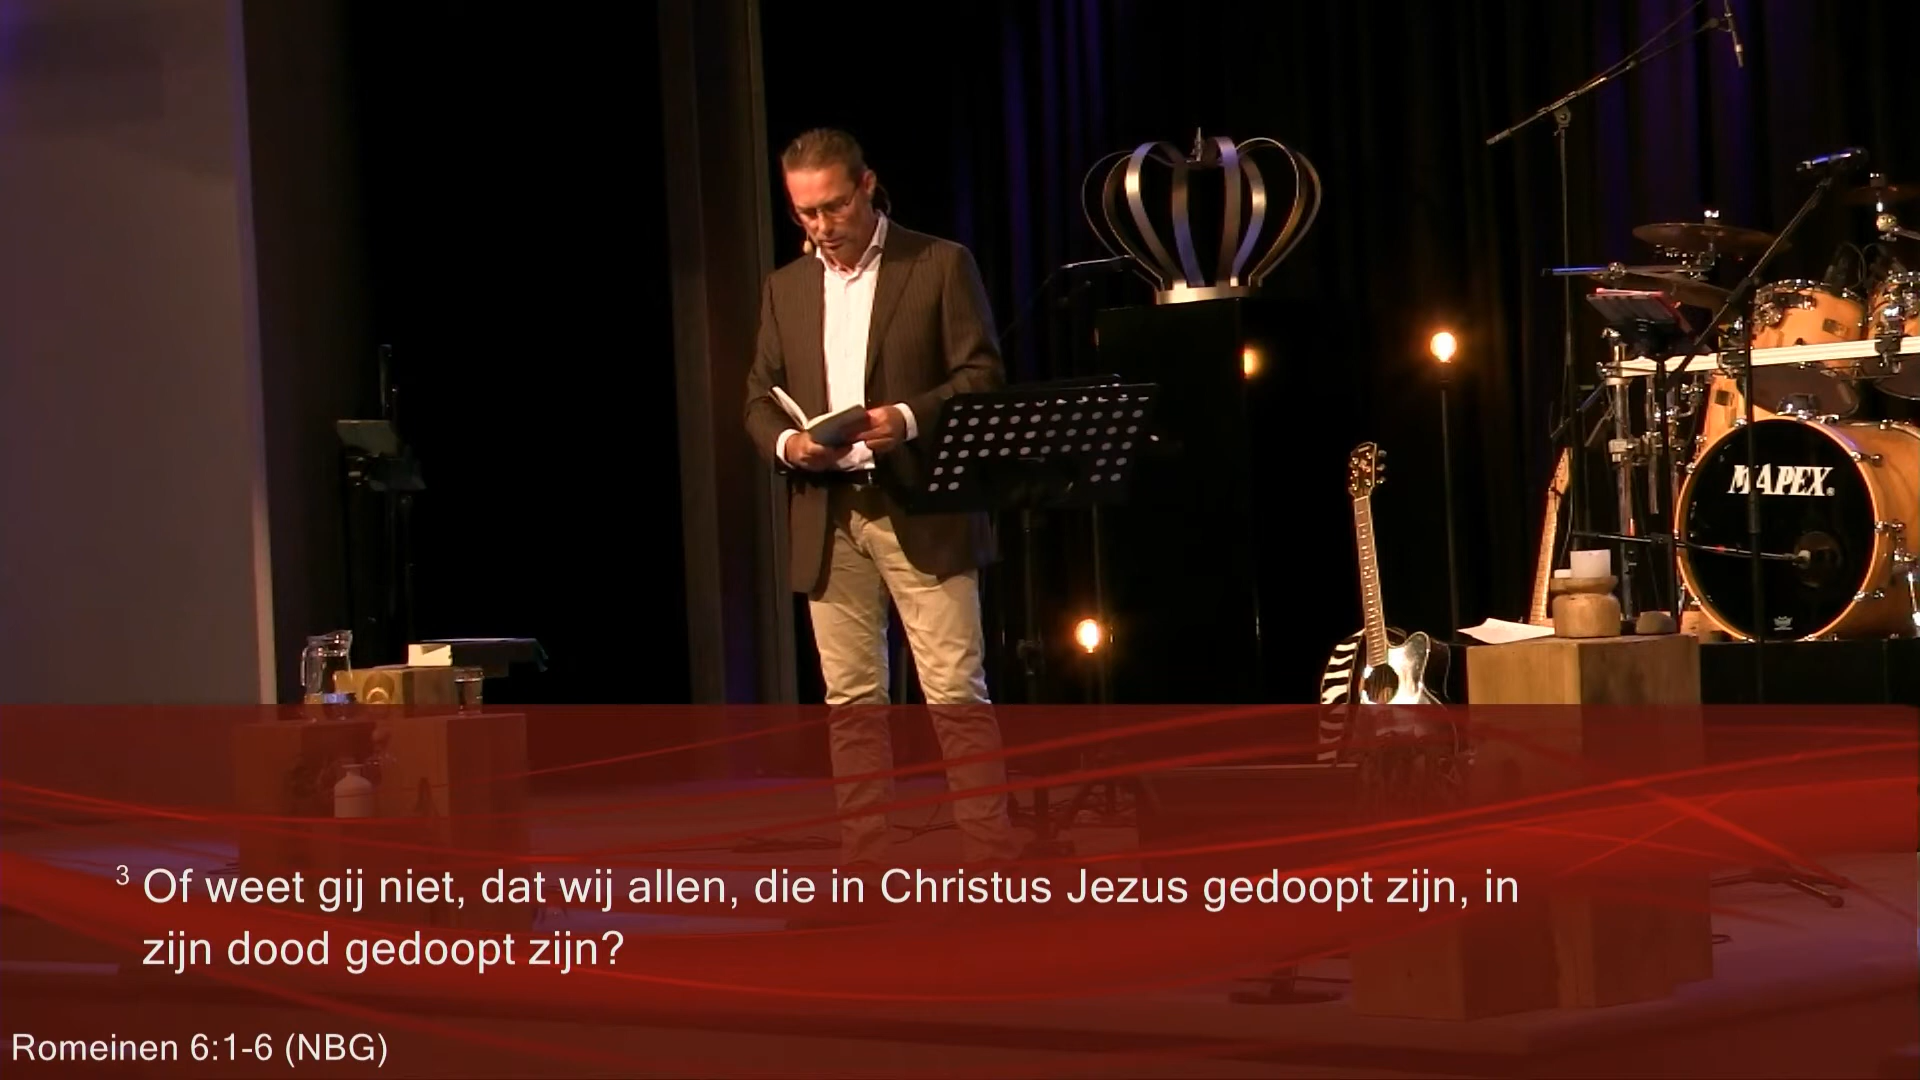 MAPEX®
3 Of weet gij niet, dat wij allen, die in Christus Jezus gedoopt zijn, in
zijn dood gedoopt zijn?
Romeinen 6:1-6 (NBG)